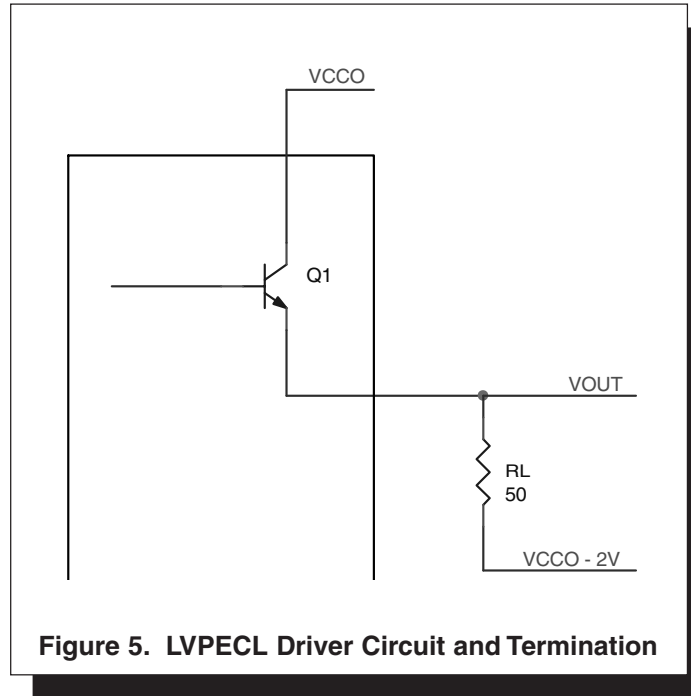 VCCO
Q1
VOUT
RL
50
VCCO - 2V
Figure 5. LVPECL Driver Circuit and Termination